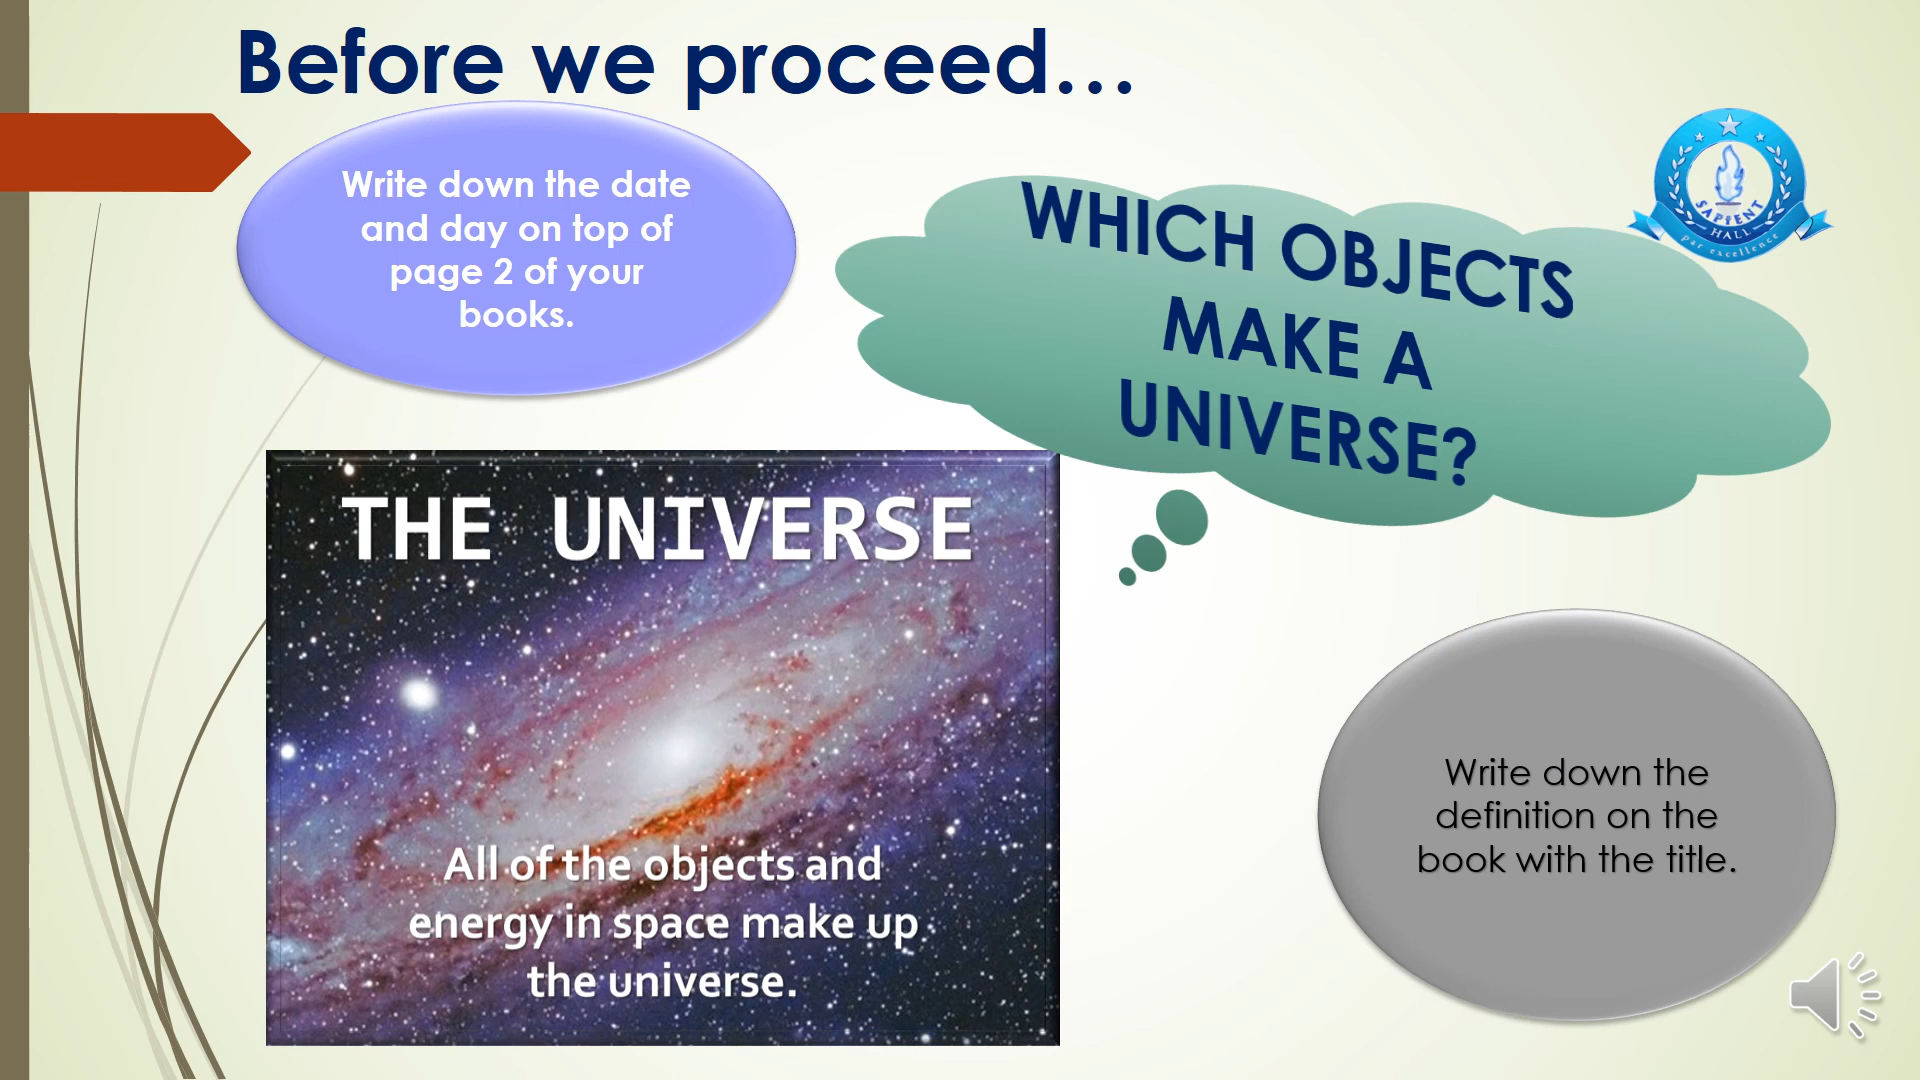 Before we proceed...
Write down the date
and day on top of
page 2 of your
books.
WHICH OBJECTS
MAKE A
UNIVERSE?
SAPIENT
HALL
par excellence
THE UNIVERSE
All of the objects and
energy in space make up
the universe.
Write down the
definition on the
book with the title.